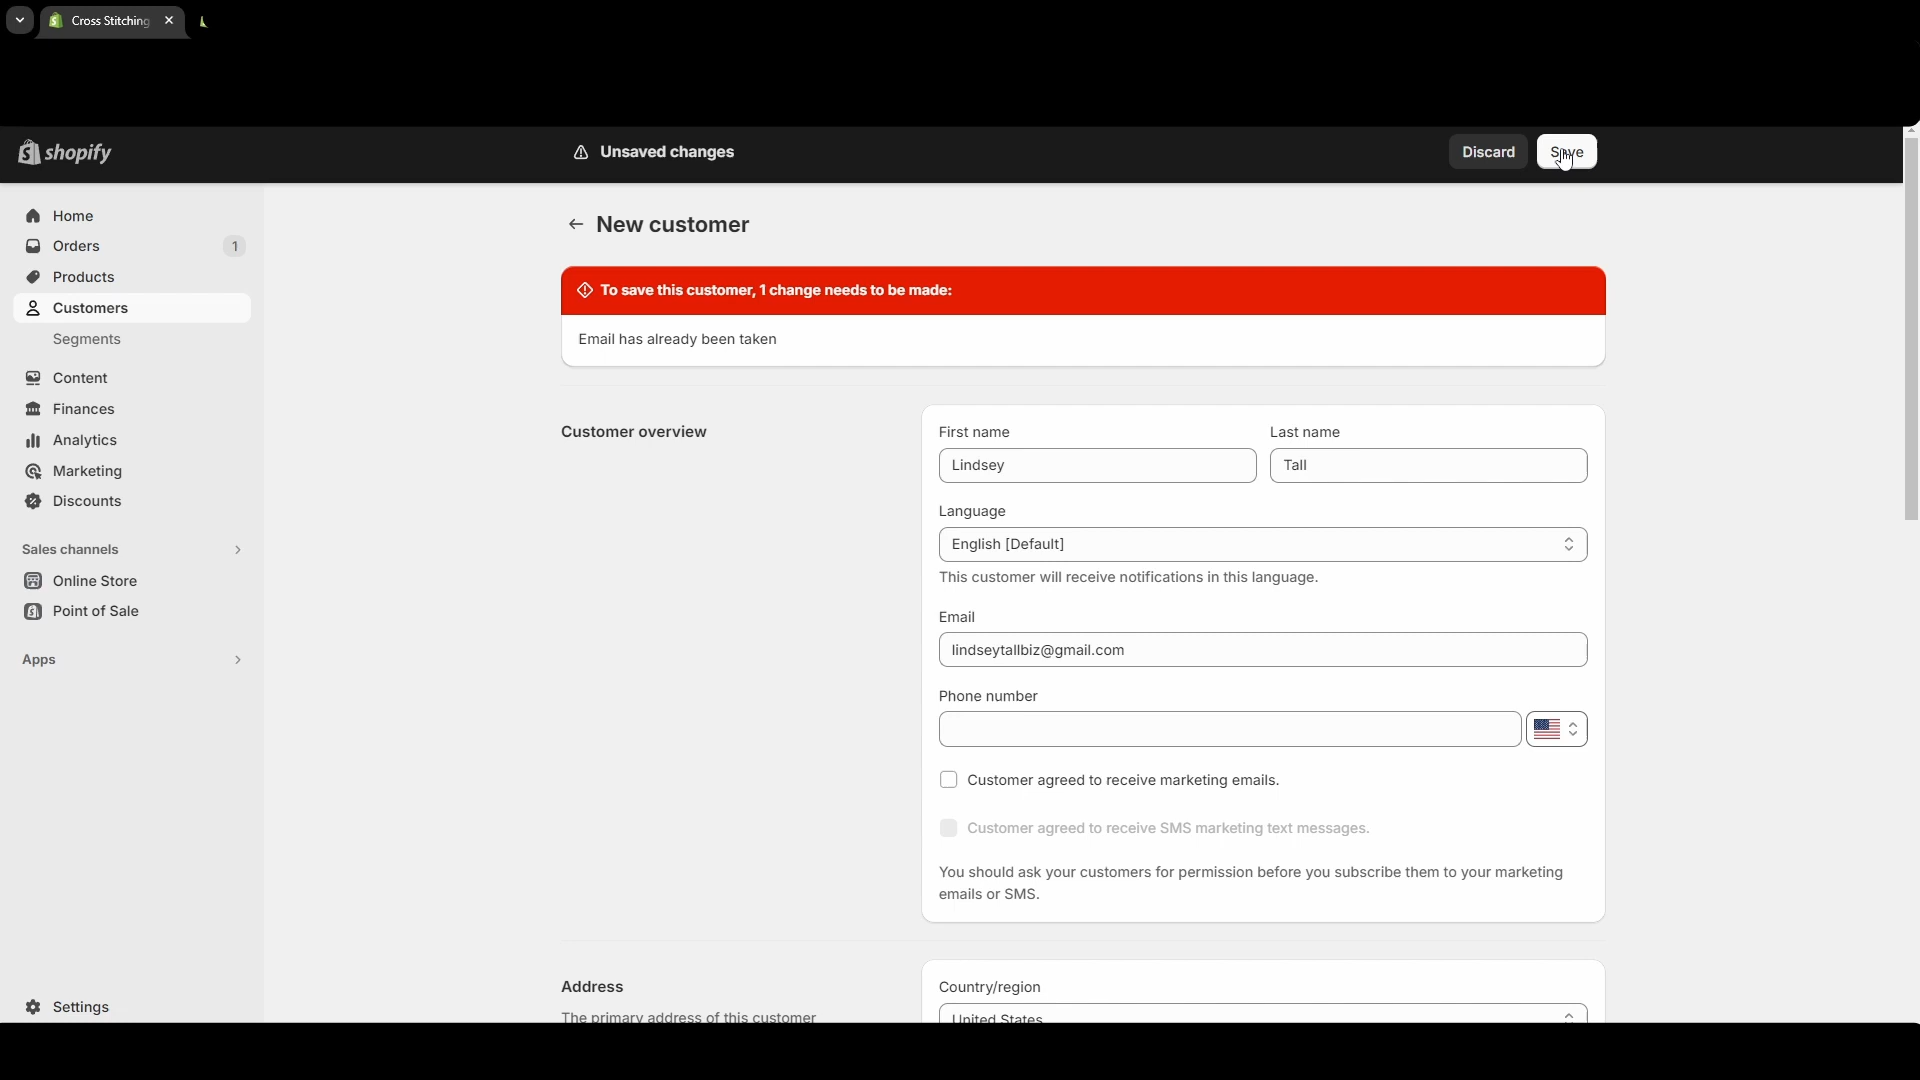 Cross Stitching
shopify
Unsaved changes
Discard
Save
Home
Orders
1
Products
Customers
Segments
Content
Finances
Analytics
Marketing
Discounts
Sales channels
Online Store
Point of Sale
Apps
Settings
New customer
To save this customer, 1 change needs to be made:
Email has already been taken
Customer overview
First name
Last name
Lindsey
Tall
Language
English [Default]
This customer will receive notifications in this language.
Email
lindseytallbiz@gmail.com
Phone number
Customer agreed to receive marketing emails.
Customer agreed to receive SMS marketing text messages.
You should ask your customers for permission before you subscribe them to your marketing
emails or SMS.
Address
The primary address of this customer
Country/region
United States